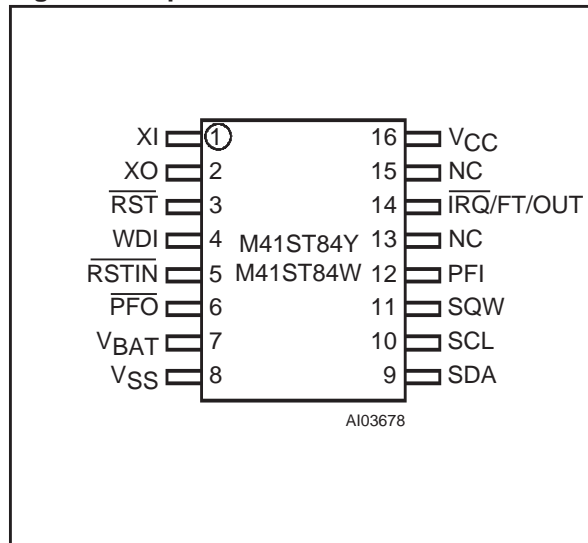 XI 1 16 VCC
XO 2 15 NC
RST 3 14 IRQ/FT/OUT
WDI 4 M41ST84Y 13 NC
RSTIN 5 M41ST84W 12 PFI
PFO 6 11 SQW
VBAT 7 10 SCL
VSS 8 9 SDA
AI03678